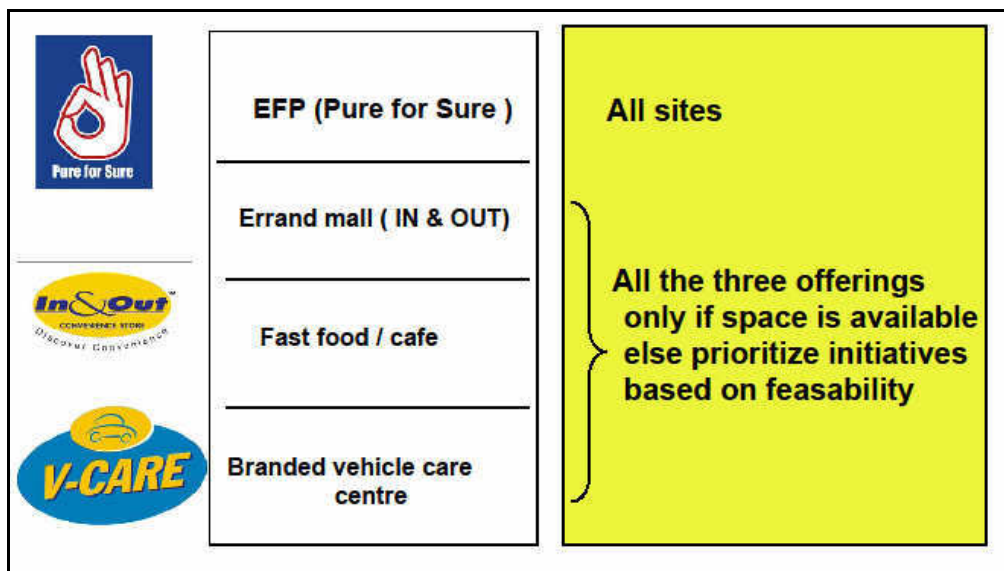 Pure for Sure
In&Out™
CONVENIENCE STORE
Discover Convenience
V-CARE
EFP (Pure for Sure )
Errand mall ( IN & OUT)
Fast food / cafe
Branded vehicle care
centre
All sites
All the three offerings
only if space is available
else prioritize initiatives
based on feasability